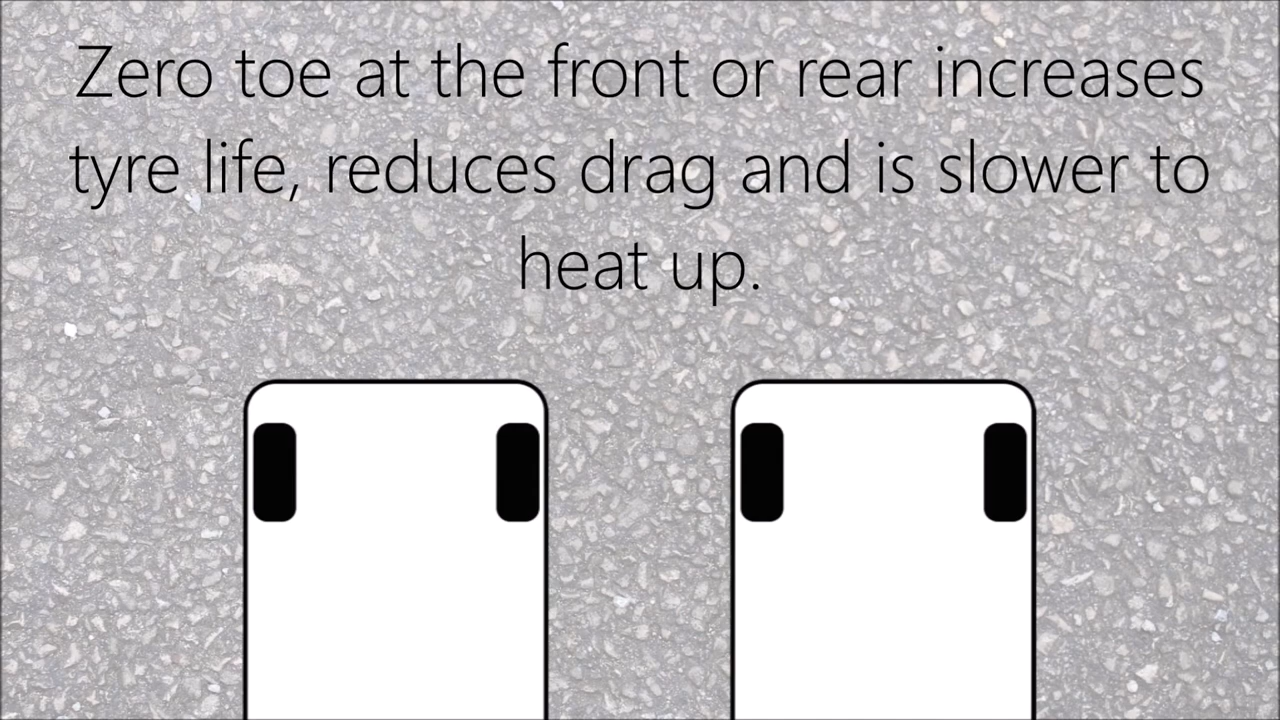 Zero toe at the front or rear increases
tyre life, reduces drag and is slower to
heat up.